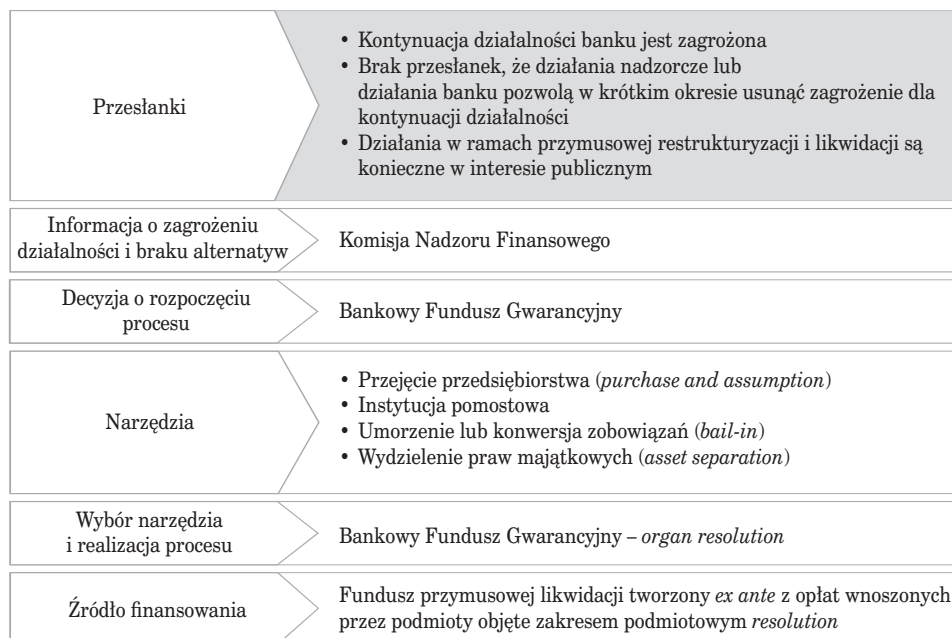 Przesłanki
• Kontynuacja działalności banku jest zagrożona
• Brak przesłanek, że działania nadzorcze lub
działania banku pozwolą w krótkim okresie usunąć zagrożenie dla
kontynuacji działalności
• Działania w ramach przymusowej restrukturyzacji i likwidacji są
konieczne w interesie publicznym
Informacja o zagrożeniu
działalności i braku alternatyw
Komisja Nadzoru Finansowego
Decyzja o rozpoczęciu
procesu
Bankowy Fundusz Gwarancyjny
Narzędzia
• Przejęcie przedsiębiorstwa (purchase and assumption)
• Instytucja pomostowa
• Umorzenie lub konwersja zobowiązań (bail-in)
• Wydzielenie praw majątkowych (asset separation)
Wybór narzędzia
i realizacja procesu
Bankowy Fundusz Gwarancyjny – organ resolution
Źródło finansowania
Fundusz przymusowej likwidacji tworzony ex ante z opłat wnoszonych
przez podmioty objęte zakresem podmiotowym resolution